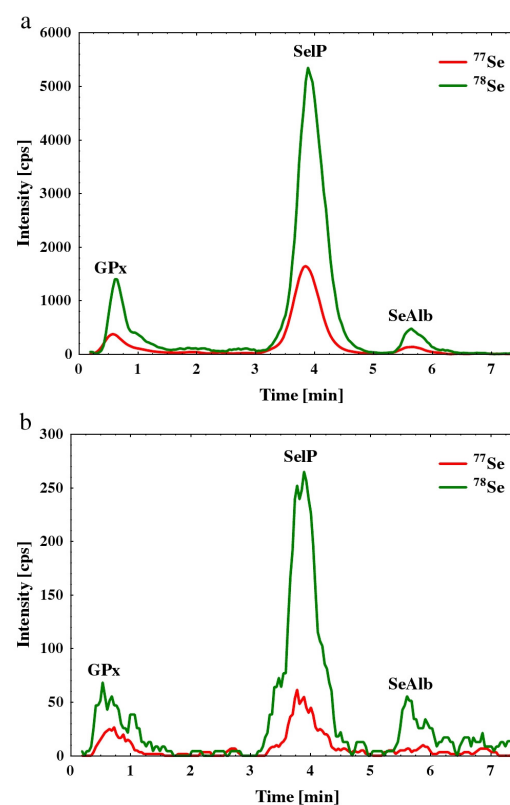 a
SelP
6000
⁷⁷Se
⁷⁸Se
5000
4000
Intensity [cps]
3000
2000
GPx
1000
SeAlb
0
0 1 2 3 4 5 6 7
Time [min]
b
300
SelP
⁷⁷Se
⁷⁸Se
250
200
Intensity [cps]
150
100
GPx
SeAlb
50
0
0 1 2 3 4 5 6 7
Time [min]